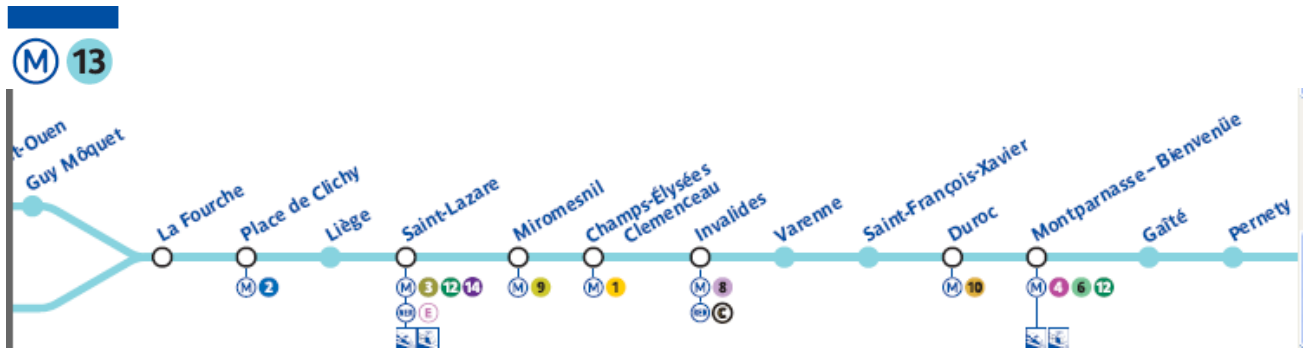 M 13
t-Ouen
Guy Môquet
La Fourche
Place de Clichy
Liège
Saint-Lazare
Miromesnil
Champs-Élysées
Clemenceau
Invalides
Varenne
Saint-François-Xavier
Duroc
Montparnasse – Bienvenüe
Gaîté
Pernety
M 2
M 3 12 14
M 9
M 1
M 8
M 10
M 4 6 12
RER E
RER C